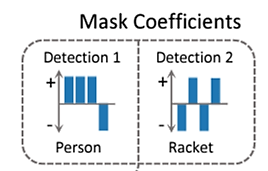 Mask Coefficients
Detection 1
+
-
Person
Detection 2
+
-
Racket